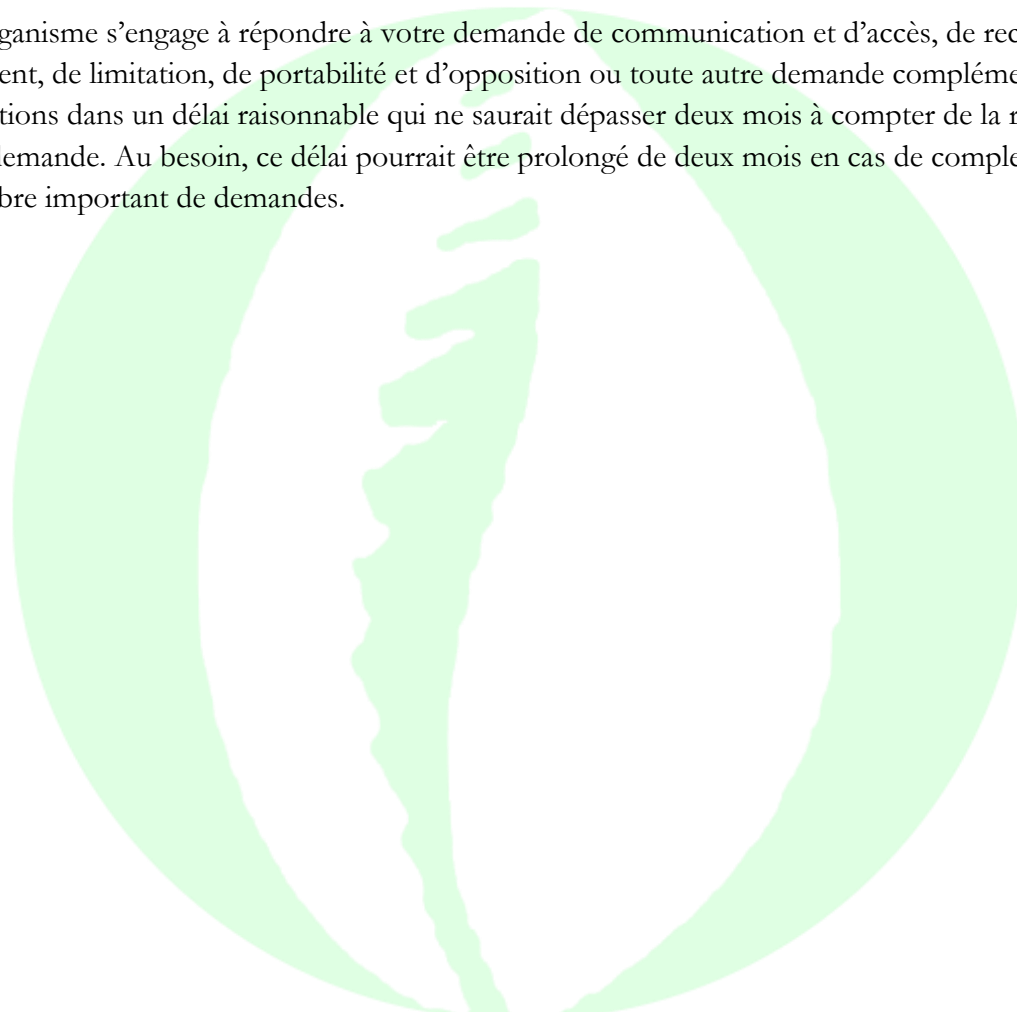 ganisme s’engage à répondre à votre demande de communication et d’accès, de rec
ent, de limitation, de portabilité et d’opposition ou toute autre demande compléme
tions dans un délai raisonnable qui ne saurait dépasser deux mois à compter de la r
demande. Au besoin, ce délai pourrait être prolongé de deux mois en cas de comple
bre important de demandes.